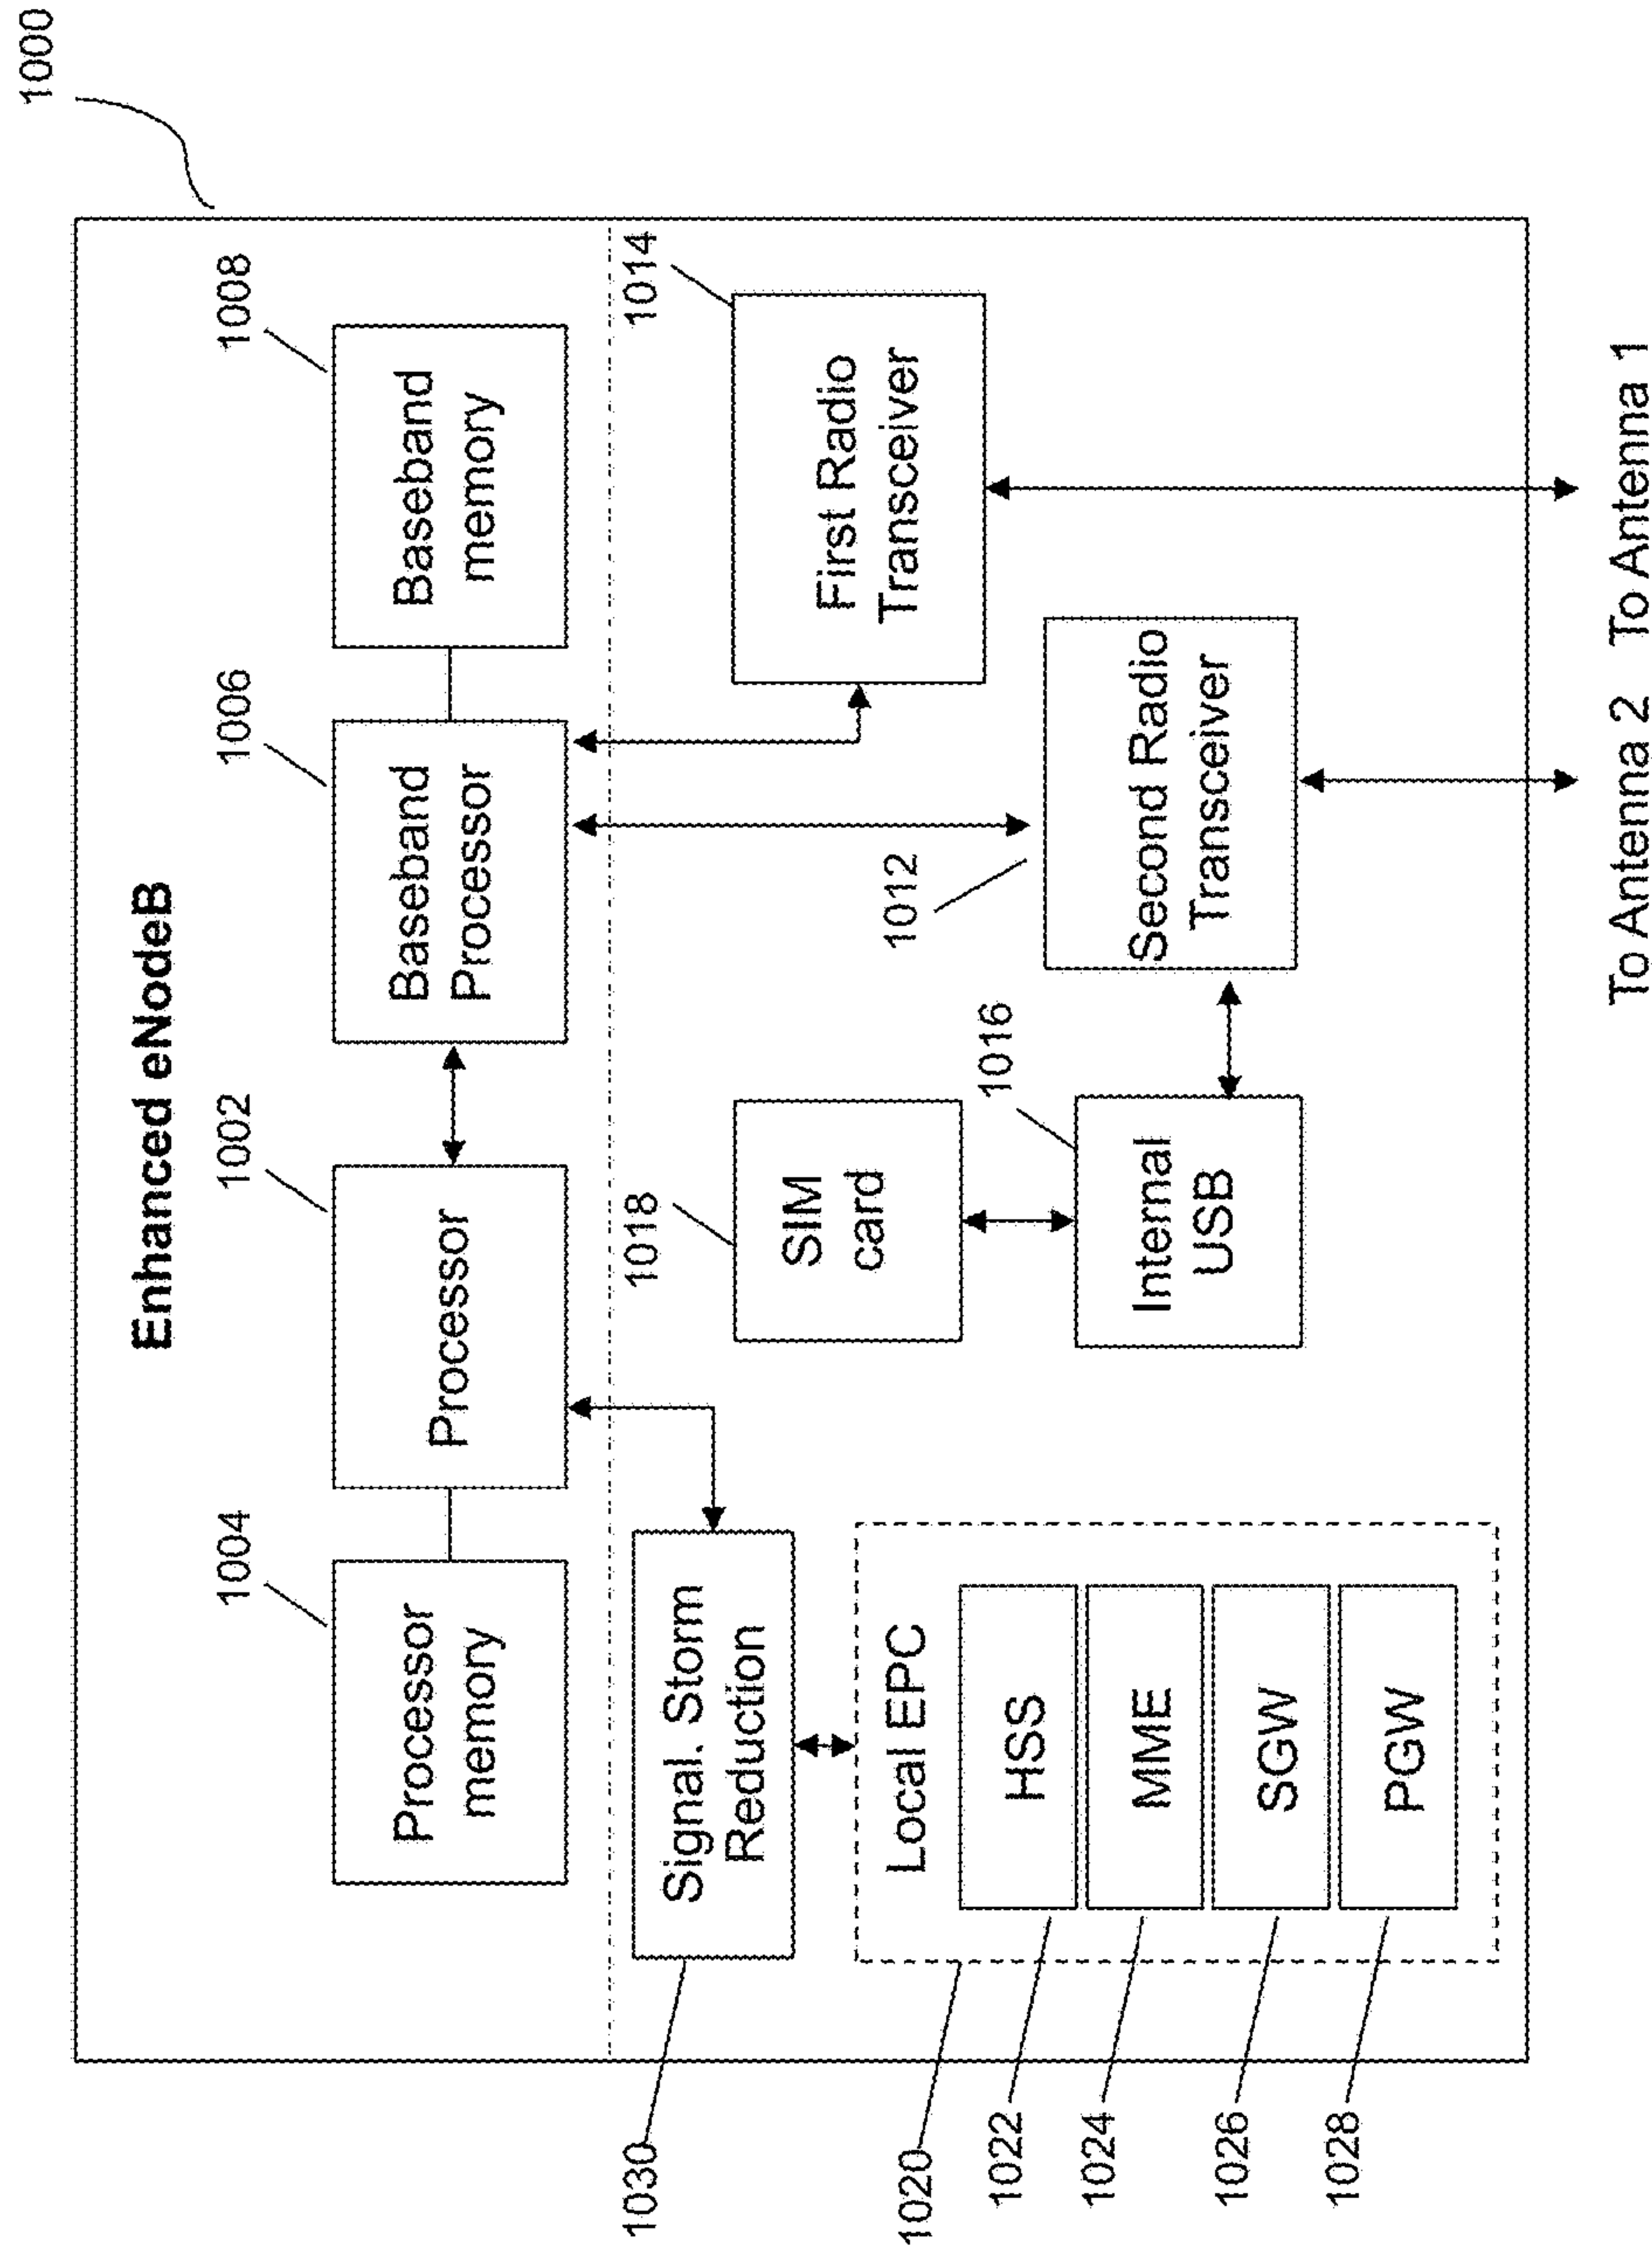 1000
Enhanced eNodeB
1004
1002
1006
1008
Processor
memory
Processor
Baseband
Processor
Baseband
memory
1030
Signal. Storm
Reduction
1018
SIM
card
1014
First Radio
Transceiver
1012
Second Radio
Transceiver
1016
Internal
USB
1020
Local EPC
1022
HSS
1024
MME
1026
SGW
1028
PGW
To Antenna 2
To Antenna 1